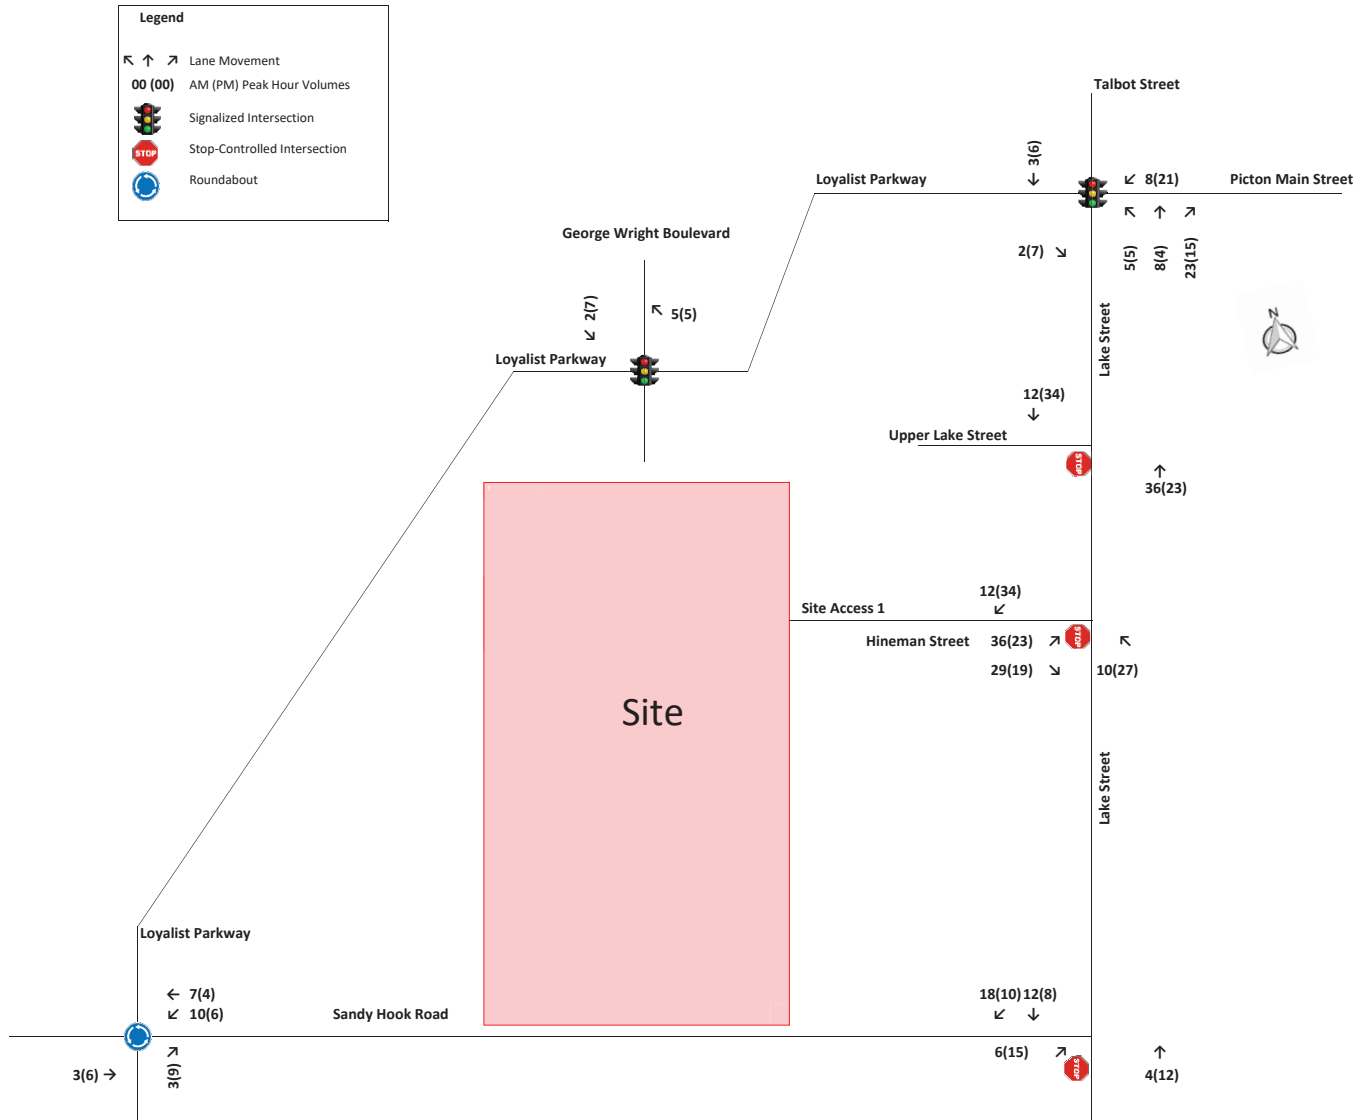 Legend
Lane Movement
00 (00) AM (PM) Peak Hour Volumes
Signalized Intersection
STOP Stop-Controlled Intersection
Roundabout
Talbot Street
3(6)
Loyalist Parkway
8(21)
Picton Main Street
George Wright Boulevard
2(7)
5(5)
8(4)
23(15)
N
2(7)
5(5)
Lake Street
Loyalist Parkway
12(34)
Upper Lake Street
STOP
36(23)
12(34)
Site Access 1
Hineman Street 36(23)
STOP
29(19)
10(27)
Site
Lake Street
Loyalist Parkway
7(4)
10(6)
Sandy Hook Road
18(10) 12(8)
3(6)
3(9)
6(15)
STOP
4(12)